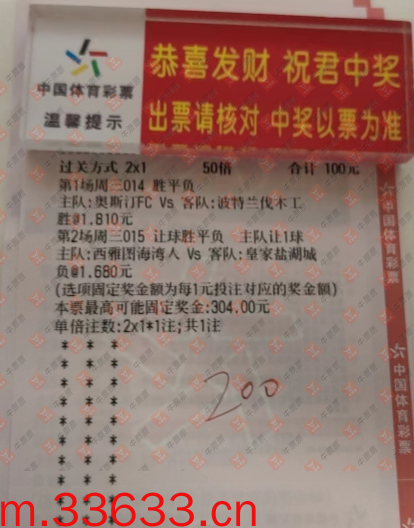 恭喜发财 祝君中奖
中国体育彩票
出票请核对 中奖以票为准
温馨提示
过关方式 2x1 50倍 合计 100元
第1场周三014 胜平负
主队:奥斯汀FC Vs 客队:波特兰伐木工
胜@1.810元
第2场周三015 让球胜平负 主队让1球
主队:西雅图海湾人 Vs 客队:皇家盐湖城
负@1.680元
(选项固定奖金额为每1元投注对应的奖金额)
本票最高可能固定奖金:304.00元
单倍注数:2x1*1注;共1注
* * *
* * *
* * *
* * *
* * *
* * *
* * *
* * *
* * *
200
中国体育彩票
中国体育彩票
m.33633.cn